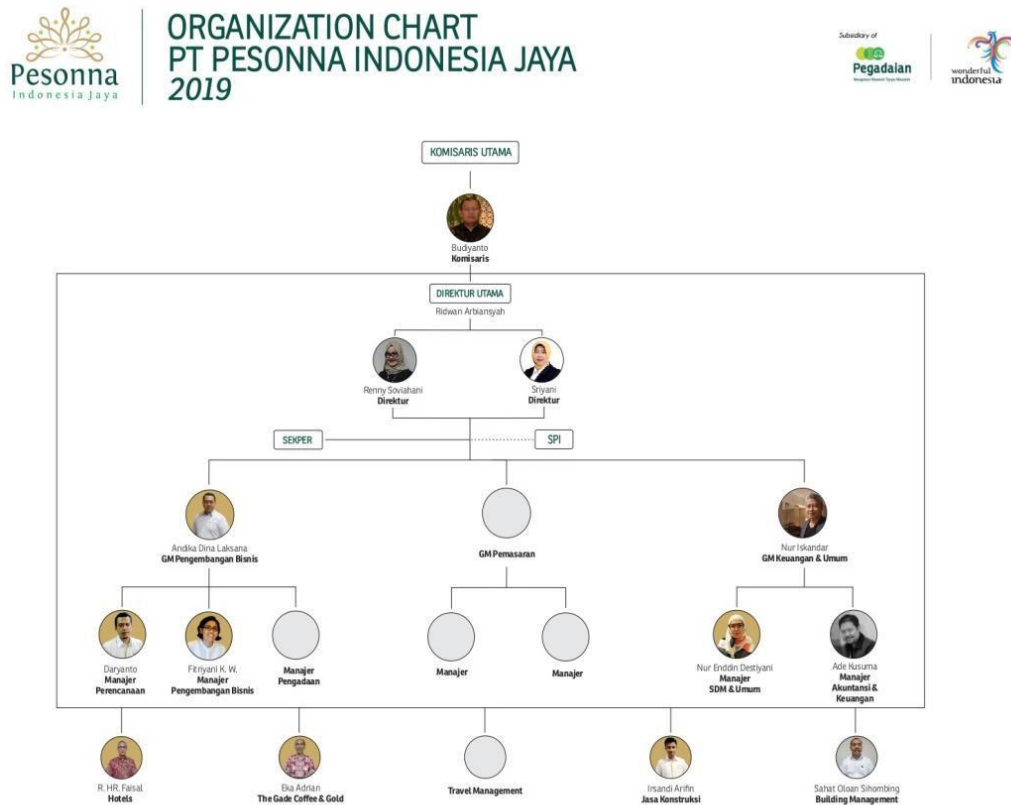 Pesonna
Indonesia Jaya
ORGANIZATION CHART
PT PESONNA INDONESIA JAYA
2019
Subsidiary of
Pegadaian
wonderful
indonesia
KOMISARIS UTAMA
Budiyanto
Komisaris
DIREKTUR UTAMA
Ridwan Arbiansyah
Renny Soviahani
Direktur
Sriyani
Direktur
SEKPER
SPI
Andika Dina Laksana
GM Pengembangan Bisnis
GM Pemasaran
Nur Iskandar
GM Keuangan & Umum
Daryanto
Manajer
Perencanaan
Fitriyani K. W.
Manajer
Pengembangan Bisnis
Manajer
Pengadaan
Manajer
Manajer
Nur Enddin Destiyani
Manajer
SDM & Umum
Ade Kusuma
Manajer
Akuntansi &
Keuangan
R. HR. Faisal
Hotels
Eka Adrian
The Gade Coffee & Gold
Travel Management
Irsandi Arifin
Jasa Konstruksi
Sahat Oloan Sihombing
Building Management